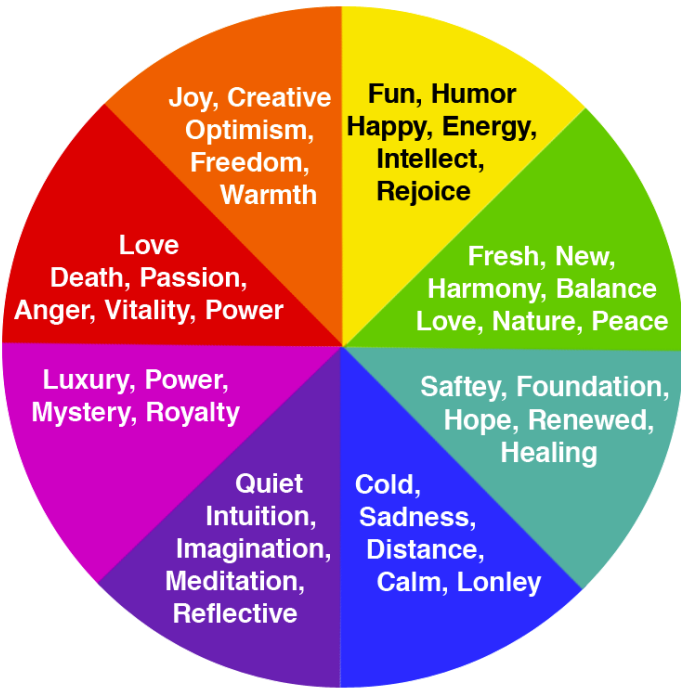 Joy, Creative
Optimism,
Freedom,
Warmth
Fun, Humor
Happy, Energy,
Intellect,
Rejoice
Fresh, New,
Harmony, Balance
Love, Nature, Peace
Saftey, Foundation,
Hope, Renewed,
Healing
Cold,
Sadness,
Distance,
Calm, Lonley
Quiet
Intuition,
Imagination,
Meditation,
Reflective
Luxury, Power,
Mystery, Royalty
Love
Death, Passion,
Anger, Vitality, Power